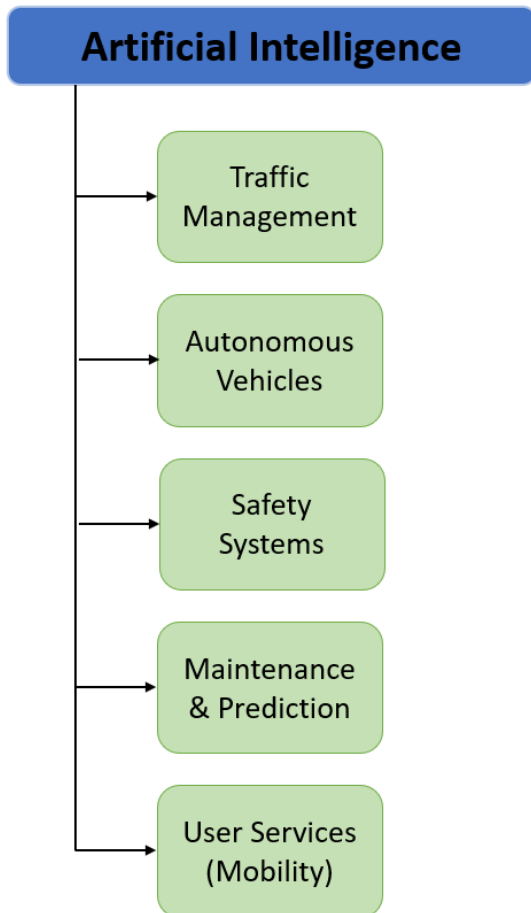 Artificial Intelligence
Traffic
Management
Autonomous
Vehicles
Safety
Systems
Maintenance
& Prediction
User Services
(Mobility)